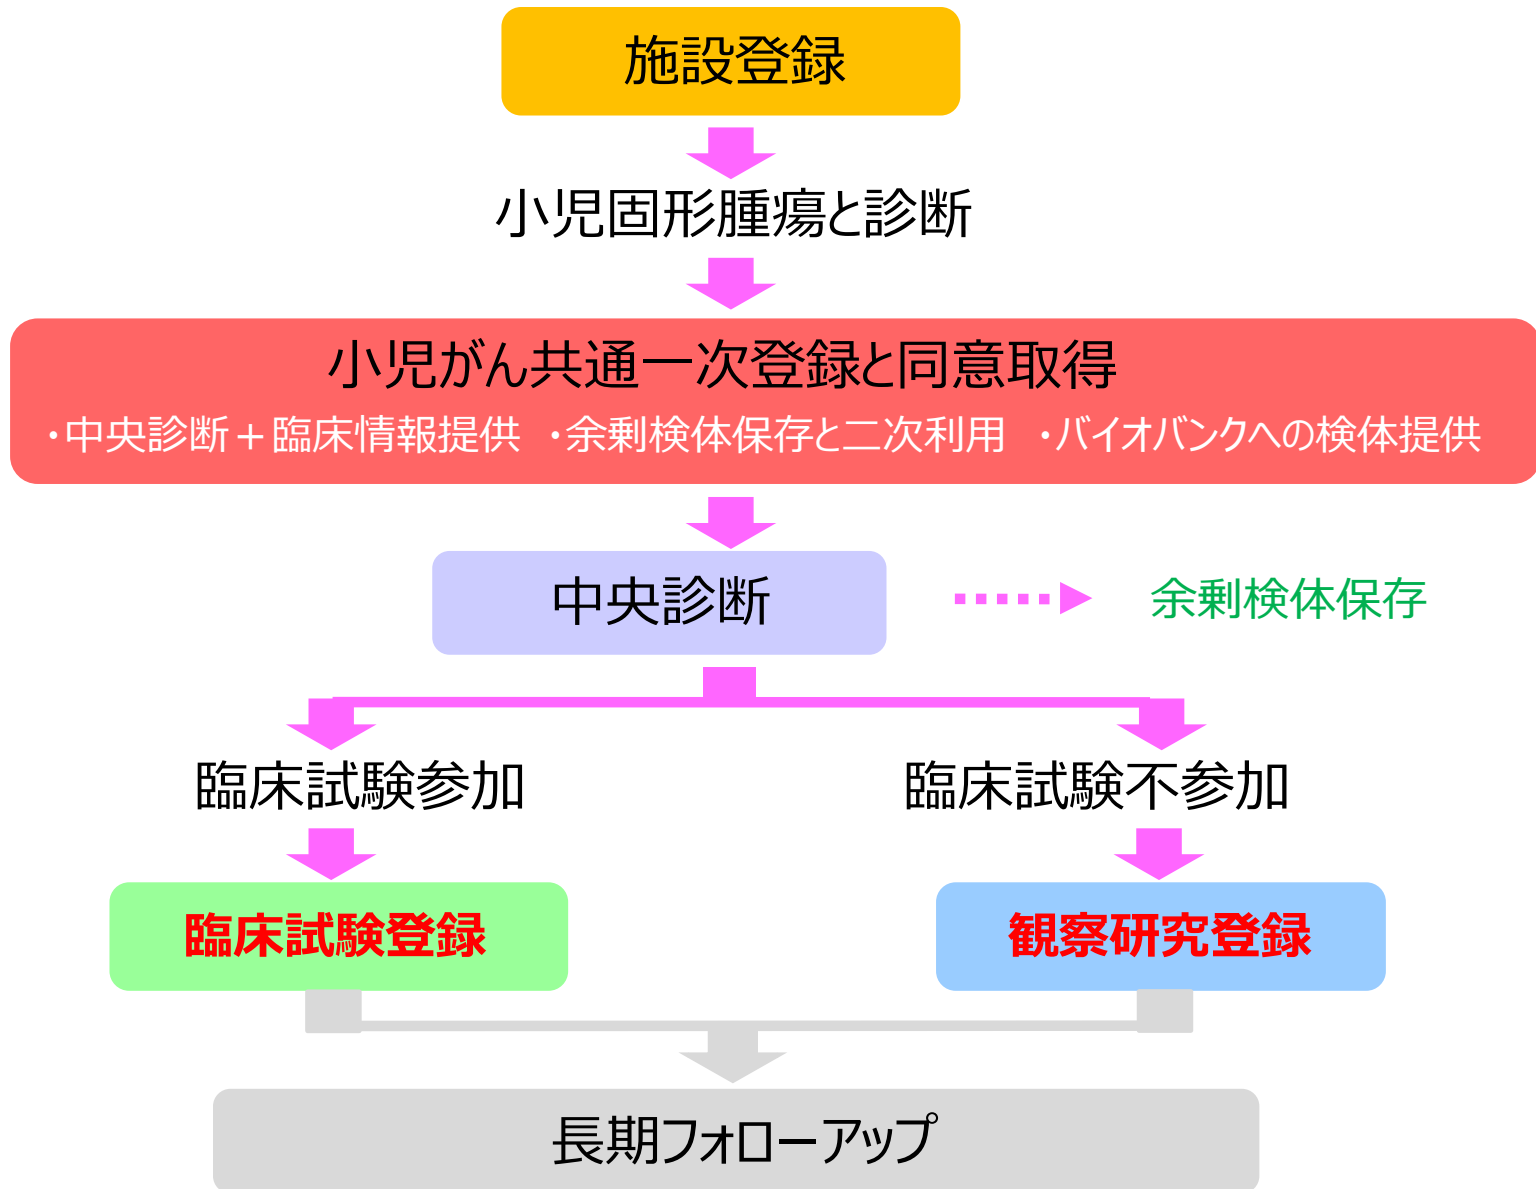 施設登録
小児固形腫瘍と診断
小児がん共通一次登録と同意取得
・中央診断＋臨床情報提供　・余剰検体保存と二次利用　・バイオバンクへの検体提供
中央診断
余剰検体保存
臨床試験参加
臨床試験不参加
臨床試験登録
観察研究登録
長期フォローアップ